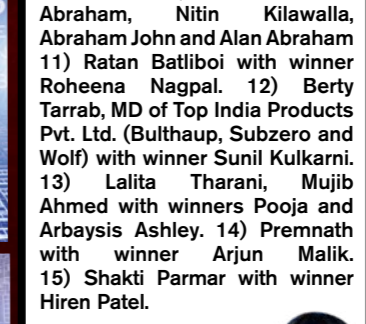 Abraham, Nitin Kilawalla,
Abraham John and Alan Abraham
11) Ratan Batliboi with winner
Roheena Nagpal. 12) Berty
Tarrab, MD of Top India Products
Pvt. Ltd. (Bulthaup, Subzero and
Wolf) with winner Sunil Kulkarni.
13) Lalita Tharani, Mujib
Ahmed with winners Pooja and
Arbaysis Ashley. 14) Premnath
with winner Arjun Malik.
15) Shakti Parmar with winner
Hiren Patel.